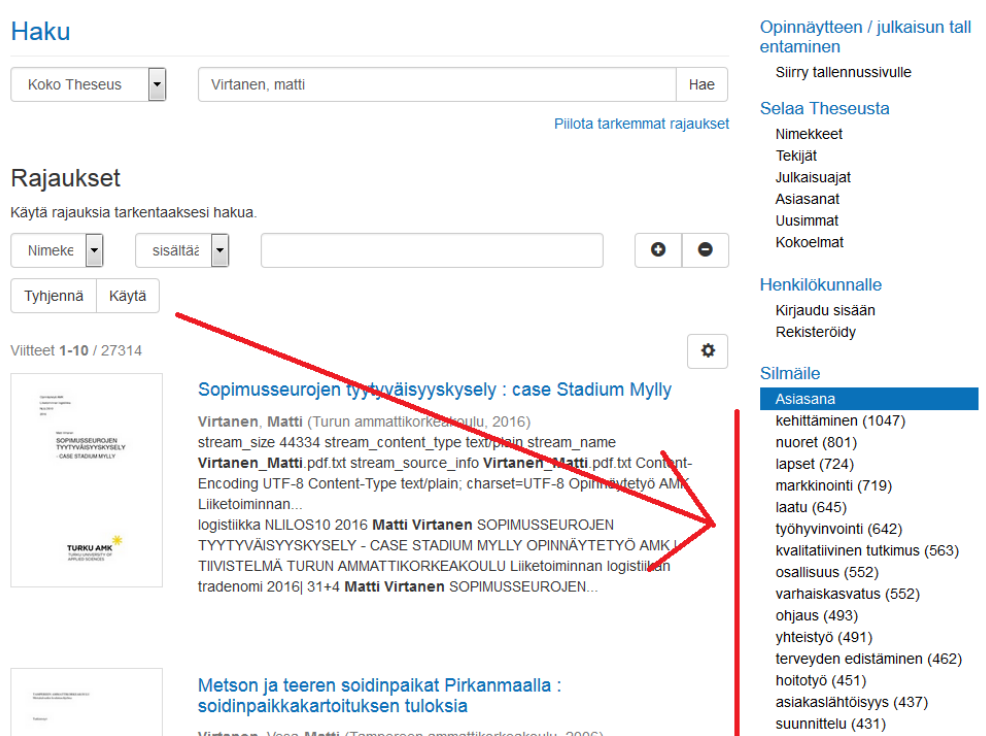 Haku
Koko Theseus
Virtanen, matti
Hae
Piilota tarkemmat rajaukset
Rajaukset
Käytä rajauksia tarkentaaksesi hakua.
Nimeke
sisältää
Tyhjennä
Käytä
Viitteet 1-10 / 27314
SOPIMUSSEUROJEN
TYYTYVÄISYYSKYSELY
- CASE STADIUM MYLLY
TURKU AMK
TURKU UNIVERSITY OF
APPLIED SCIENCES
Sopimusseurojen tyytyväisyyskysely : case Stadium Mylly
Virtanen, Matti (Turun ammattikorkeakoulu, 2016)
stream_size 44334 stream_content_type text/plain stream_name
Virtanen_Matti.pdf.txt stream_source_info Virtanen_Matti.pdf.txt Content-
Encoding UTF-8 Content-Type text/plain; charset=UTF-8 Opinnäytetyö AMK
Liiketoiminnan...
logistiikka NLILOS10 2016 Matti Virtanen SOPIMUSSEUROJEN
TYYTYVÄISYYSKYSELY - CASE STADIUM MYLLY OPINNÄYTETYÖ AMK |
TIIVISTELMÄ TURUN AMMATTIKORKEAKOULU Liiketoiminnan logistiikan
tradenomi 2016| 31+4 Matti Virtanen SOPIMUSSEUROJEN...
Metson ja teeren soidinpaikat Pirkanmaalla :
soidinpaikkakartoituksen tuloksia
Virtanen, Vesa-Matti (Tampereen ammattikorkeakoulu, 2006)
Opinnäytteen / julkaisun tall
entaminen
Siirry tallennussivulle
Selaa Theseusta
Nimekkeet
Tekijät
Julkaisuajat
Asiasanat
Uusimmat
Kokoelmat
Henkilökunnalle
Kirjaudu sisään
Rekisteröidy
Silmäile
Asiasana
kehittäminen (1047)
nuoret (801)
lapset (724)
markkinointi (719)
laatu (645)
työhyvinvointi (642)
kvalitatiivinen tutkimus (563)
osallisuus (552)
varhaiskasvatus (552)
ohjaus (493)
yhteistyö (491)
terveyden edistäminen (462)
hoitotyö (451)
asiakaslähtöisyys (437)
suunnittelu (431)